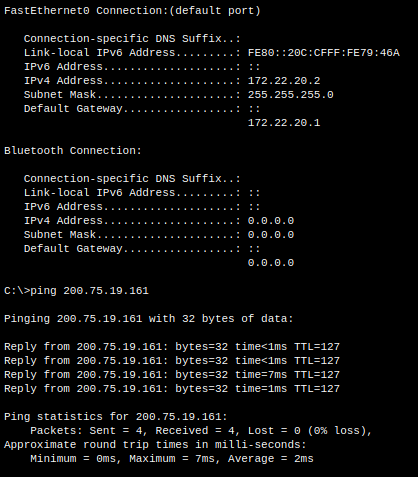 FastEthernet0 Connection:(default port)
Connection-specific DNS Suffix..:
Link-local IPv6 Address.........: FE80::20C:CFFF:FE79:46A
IPv6 Address....................: ::
IPv4 Address....................: 172.22.20.2
Subnet Mask.....................: 255.255.255.0
Default Gateway.................: ::
172.22.20.1
Bluetooth Connection:
Connection-specific DNS Suffix..:
Link-local IPv6 Address.........: ::
IPv6 Address....................: ::
IPv4 Address....................: 0.0.0.0
Subnet Mask.....................: 0.0.0.0
Default Gateway.................: ::
0.0.0.0
C:\>ping 200.75.19.161
Pinging 200.75.19.161 with 32 bytes of data:
Reply from 200.75.19.161: bytes=32 time<1ms TTL=127
Reply from 200.75.19.161: bytes=32 time<1ms TTL=127
Reply from 200.75.19.161: bytes=32 time=7ms TTL=127
Reply from 200.75.19.161: bytes=32 time=1ms TTL=127
Ping statistics for 200.75.19.161:
Packets: Sent = 4, Received = 4, Lost = 0 (0% loss),
Approximate round trip times in milli-seconds:
Minimum = 0ms, Maximum = 7ms, Average = 2ms